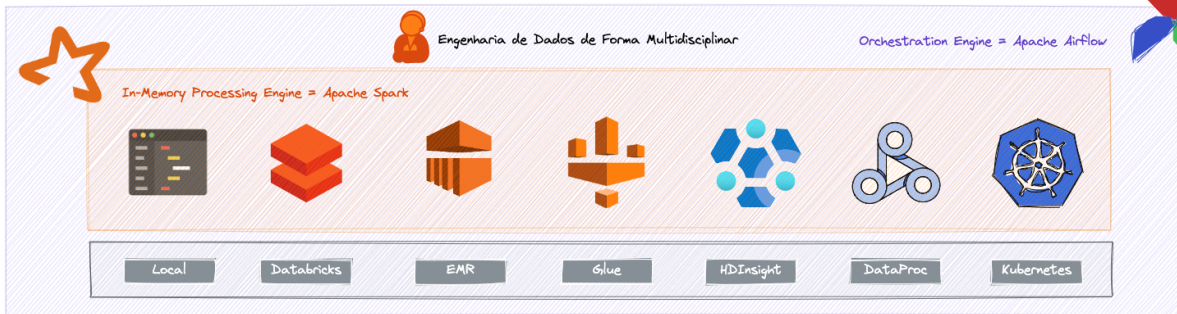 Engenharia de Dados de Forma Multidisciplinar
Orchestration Engine = Apache Airflow
In-Memory Processing Engine = Apache Spark
Local
Databricks
EMR
Glue
HDInsight
DataProc
Kubernetes